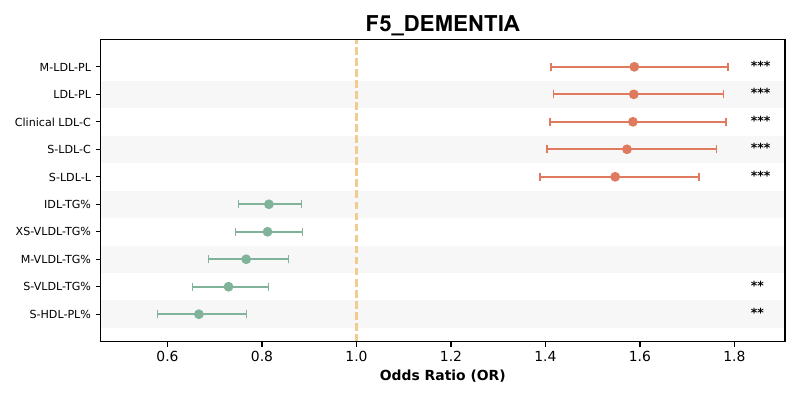 F5_DEMENTIA
M-LDL-PL ***
LDL-PL ***
Clinical LDL-C ***
S-LDL-C ***
S-LDL-L ***
IDL-TG%
XS-VLDL-TG%
M-VLDL-TG%
S-VLDL-TG% **
S-HDL-PL% **
0.6 0.8 1.0 1.2 1.4 1.6 1.8
Odds Ratio (OR)